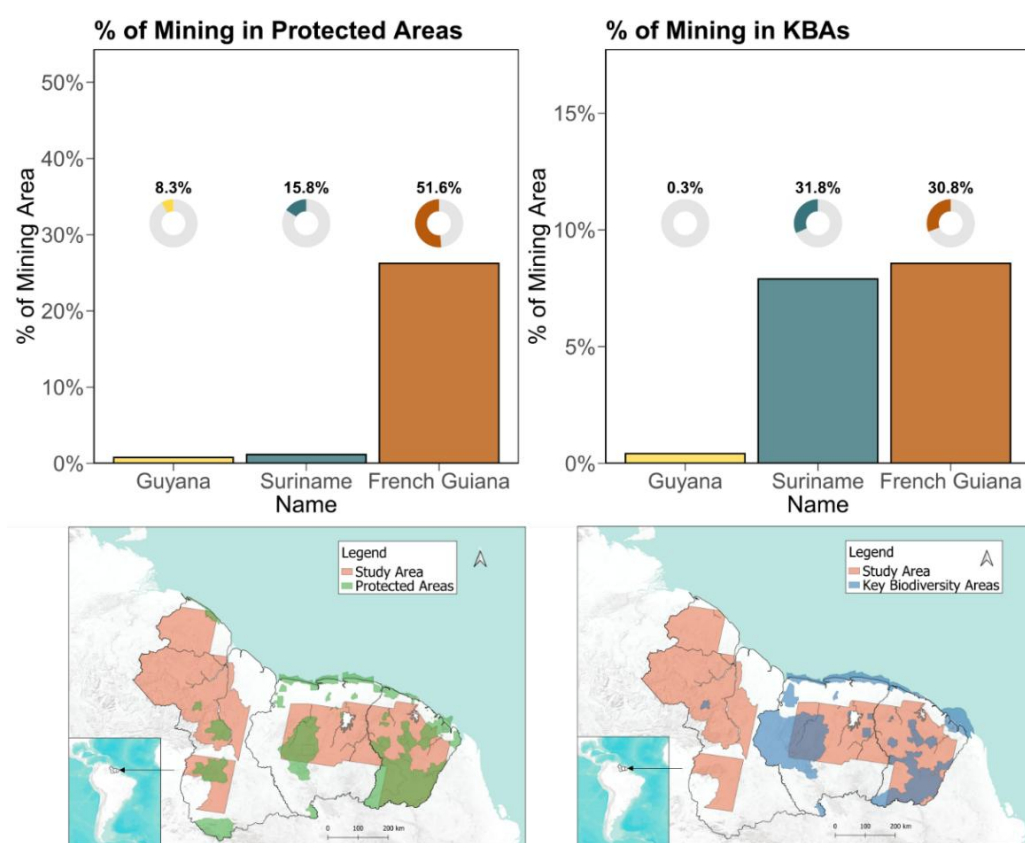 % of Mining in Protected Areas
% of Mining Area
50%
40%
30%
20%
10%
0%
8.3%
15.8%
51.6%
Guyana
Suriname
French Guiana
Name
% of Mining in KBAs
% of Mining Area
15%
10%
5%
0%
0.3%
31.8%
30.8%
Guyana
Suriname
French Guiana
Name
Legend
Study Area
Protected Areas
0 100 200 km
Legend
Study Area
Key Biodiversity Areas
0 100 200 km